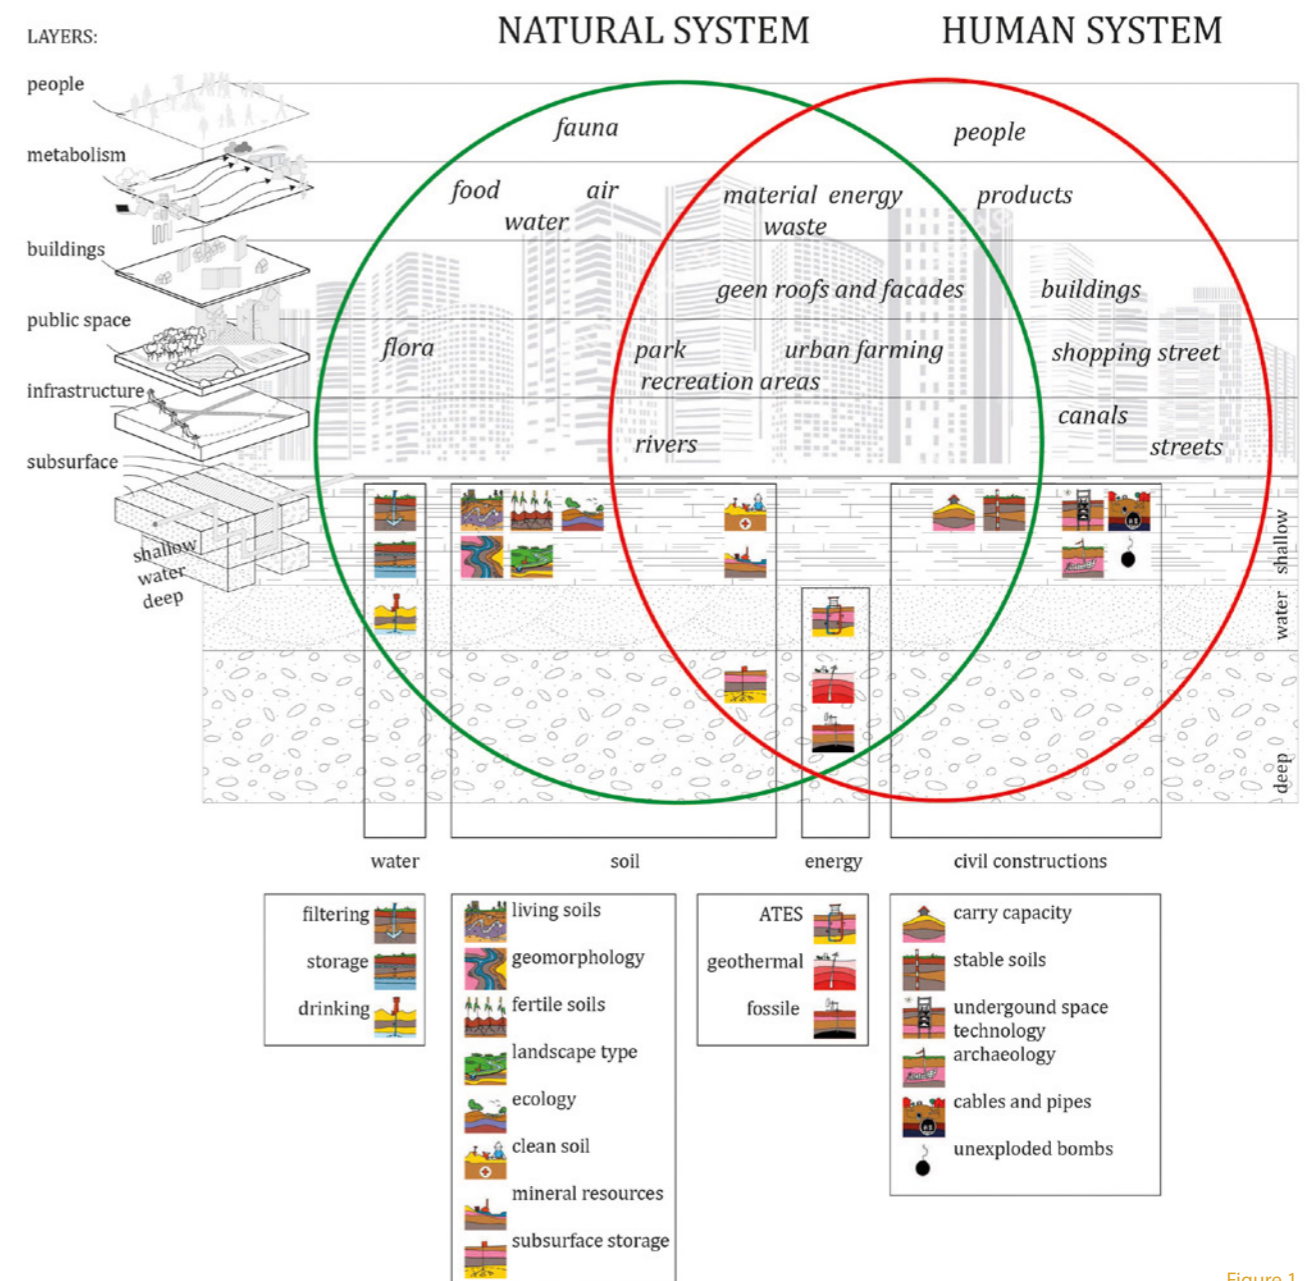 NATURAL SYSTEM HUMAN SYSTEM
LAYERS:
people
fauna
people
metabolism
food
air
material energy
products
water
waste
buildings
geen roofs and facades
buildings
public space
flora
park
urban farming
shopping street
recreation areas
infrastructure
canals
rivers
streets
subsurface
shallow
water
deep
shallow
water
deep
water
soil
energy
civil constructions
filtering
storage
drinking
living soils
geomorphology
fertile soils
landscape type
ecology
clean soil
mineral resources
subsurface storage
ATES
geothermal
fossile
carry capacity
stable soils
undergound space
technology
archaeology
cables and pipes
unexploded bombs
Figure 1